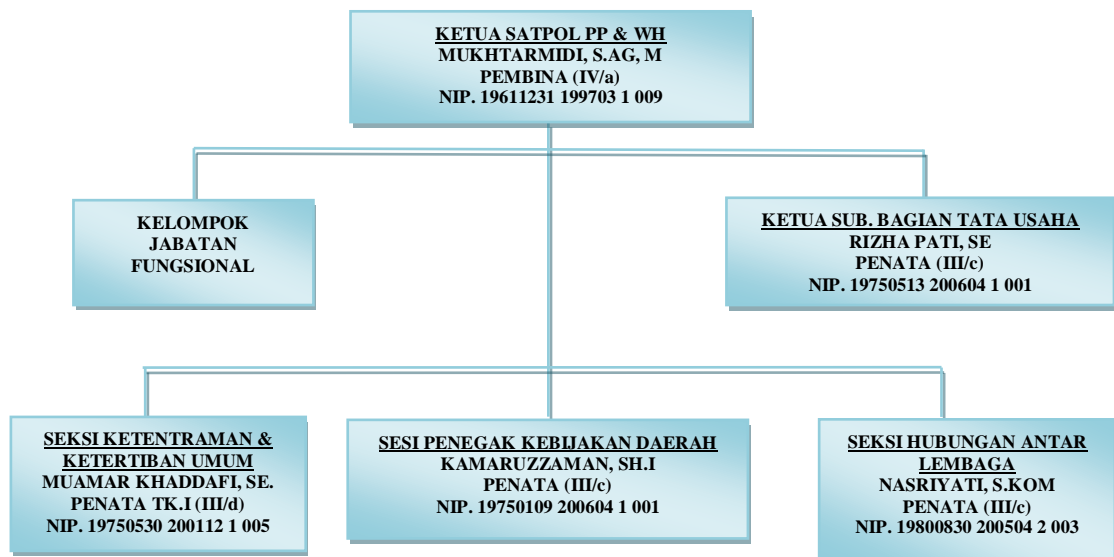 KETUA SATPOL PP & WH
MUKHTARMIDI, S.AG, M
PEMBINA (IV/a)
NIP. 19611231 199703 1 009
KELOMPOK
JABATAN
FUNGSIONAL
KETUA SUB. BAGIAN TATA USAHA
RIZHA PATI, SE
PENATA (III/c)
NIP. 19750513 200604 1 001
SEKSI KETENTRAMAN &
KETERTIBAN UMUM
MUAMAR KHADDAFI, SE.
PENATA TK.I (III/d)
NIP. 19750530 200112 1 005
SESI PENEGAK KEBIJAKAN DAERAH
KAMARUZZAMAN, SH.I
PENATA (III/c)
NIP. 19750109 200604 1 001
SEKSI HUBUNGAN ANTAR
LEMBAGA
NASRIYATI, S.KOM
PENATA (III/c)
NIP. 19800830 200504 2 003